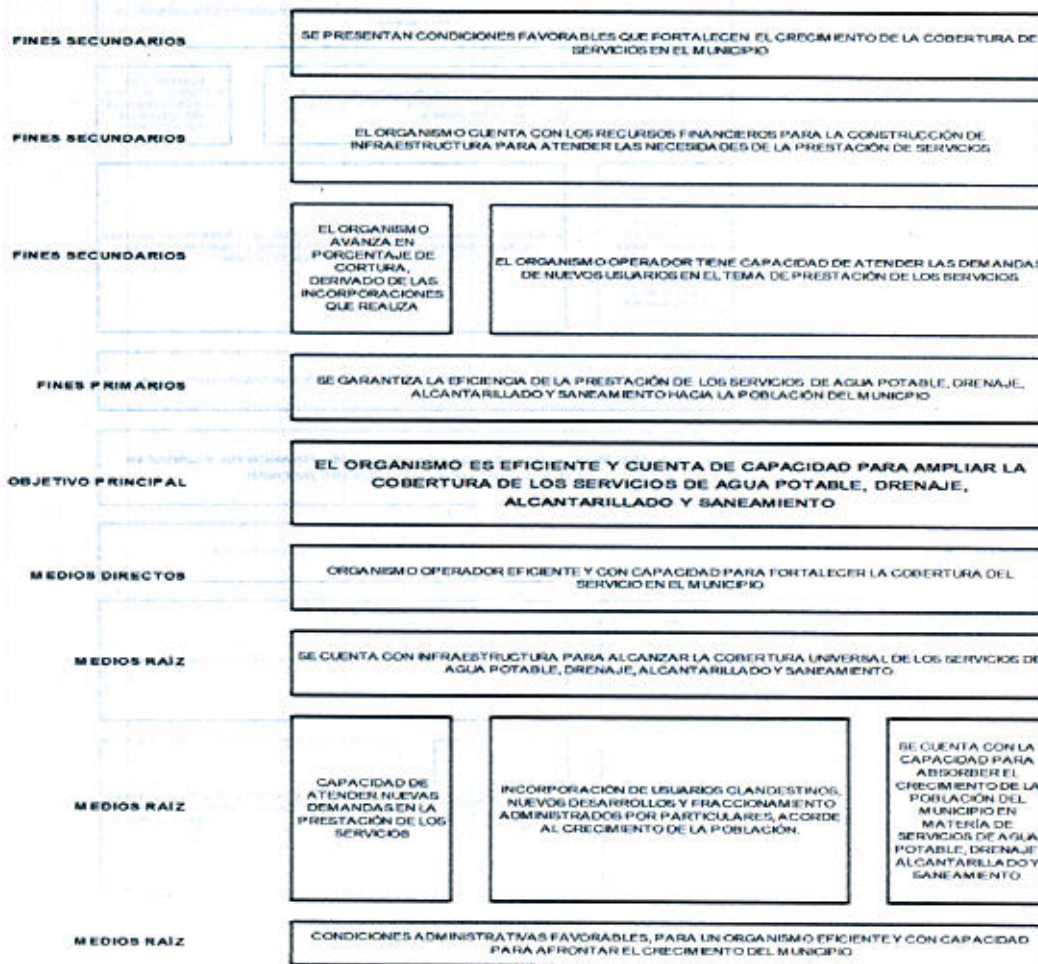 FINES SECUNDARIOS
SE PRESENTAN CONDICIONES FAVORABLES QUE FORTALECEN EL CRECIMIENTO DE LA COBERTURA DE
SERVICIOS EN EL MUNICIPIO
FINES SECUNDARIOS
EL ORGANISMO CUENTA CON LOS RECURSOS FINANCIEROS PARA LA CONSTRUCCIÓN DE
INFRAESTRUCTURA PARA ATENDER LAS NECESIDADES DE LA PRESTACIÓN DE SERVICIOS
FINES SECUNDARIOS
EL ORGANISMO
AVANZA EN
PORCENTAJE DE
CORTURA,
DERIVADO DE LAS
INCORPORACIONES
QUE REALIZA
EL ORGANISMO OPERADOR TIENE CAPACIDAD DE ATENDER LAS DEMANDAS
DE NUEVOS USUARIOS EN EL TEMA DE PRESTACIÓN DE LOS SERVICIOS
FINES PRIMARIOS
SE GARANTIZA LA EFICIENCIA DE LA PRESTACIÓN DE LOS SERVICIOS DE AGUA POTABLE, DRENAJE,
ALCANTARILLADO Y SANEAMIENTO HACIA LA POBLACIÓN DEL MUNICIPIO
OBJETIVO PRINCIPAL
EL ORGANISMO ES EFICIENTE Y CUENTA DE CAPACIDAD PARA AMPLIAR LA
COBERTURA DE LOS SERVICIOS DE AGUA POTABLE, DRENAJE,
ALCANTARILLADO Y SANEAMIENTO
MEDIOS DIRECTOS
ORGANISMO OPERADOR EFICIENTE Y CON CAPACIDAD PARA FORTALECER LA COBERTURA DEL
SERVICIO EN EL MUNICIPIO
MEDIOS RAÍZ
SE CUENTA CON INFRAESTRUCTURA PARA ALCANZAR LA COBERTURA UNIVERSAL DE LOS SERVICIOS DE
AGUA POTABLE, DRENAJE, ALCANTARILLADO Y SANEAMIENTO.
MEDIOS RAÍZ
CAPACIDAD DE
ATENDER NUEVAS
DEMANDAS EN LA
PRESTACIÓN DE LOS
SERVICIOS
INCORPORACIÓN DE USUARIOS CLANDESTINOS,
NUEVOS DESARROLLOS Y FRACCIONAMIENTO
ADMINISTRADOS POR PARTICULARES, ACORDE
AL CRECIMIENTO DE LA POBLACIÓN.
SE CUENTA CON LA
CAPACIDAD PARA
ABSORBER EL
CRECIMIENTO DE LA
POBLACIÓN DEL
MUNICIPIO EN
MATERÍA DE
SERVICIOS DE AGUA
POTABLE, DRENAJE
ALCANTARILLADO Y
SANEAMIENTO
MEDIOS RAÍZ
CONDICIONES ADMINISTRATIVAS FAVORABLES, PARA UN ORGANISMO EFICIENTE Y CON CAPACIDAD
PARA AFRONTAR EL CRECIMIENTO DEL MUNICIPIO